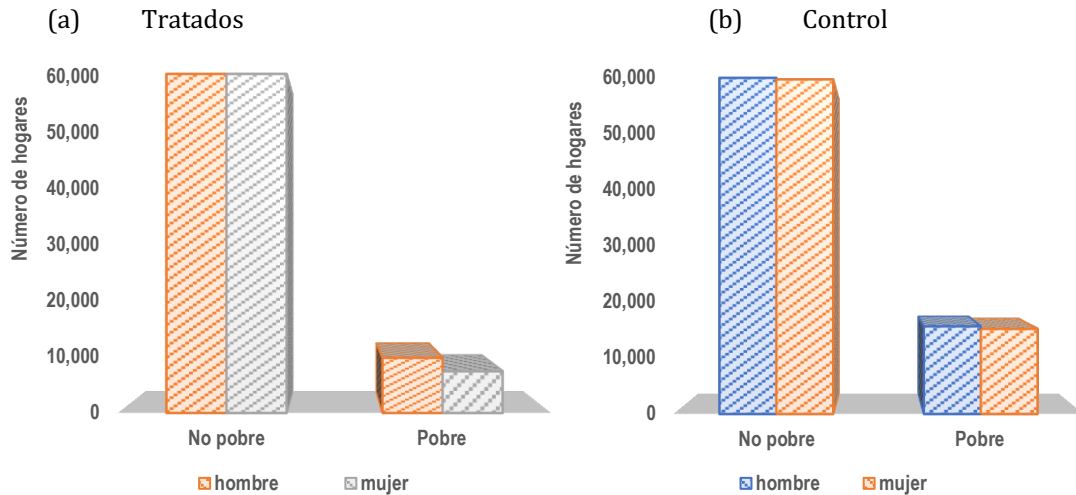 (a) Tratados
Número de hogares
60,000
50,000
40,000
30,000
20,000
10,000
0
No pobre Pobre
hombre mujer
(b) Control
Número de hogares
60,000
50,000
40,000
30,000
20,000
10,000
0
No pobre Pobre
hombre mujer